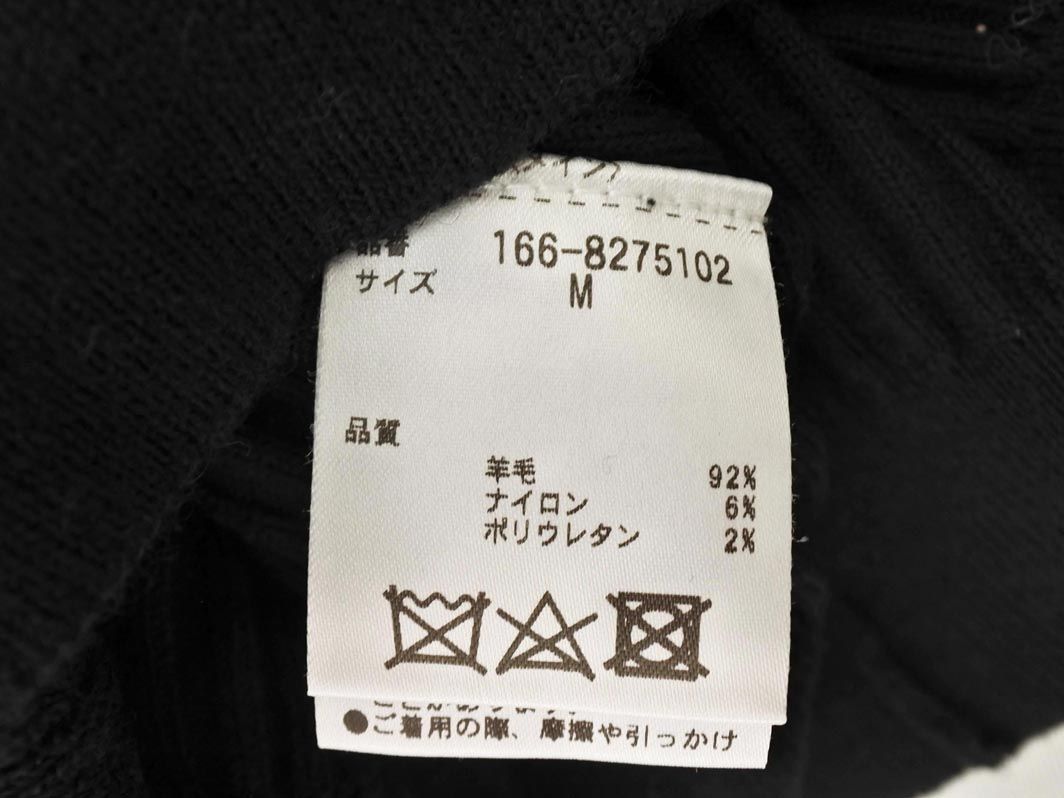 品番 166-8275102
サイズ M
品質
羊毛 92%
ナイロン 6%
ポリウレタン 2%
●ご着用の際、摩擦や引っかけ